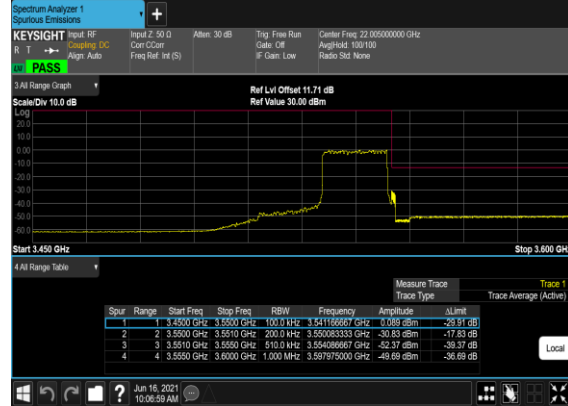 Spectrum Analyzer 1
Spurious Emissions
+
KEYSIGHT
R T
LW PASS
Input: RF
Coupling: DC
Align: Auto
Input Z: 50 Ω
Corr CCorr
Freq Ref: Int (S)
Atten: 30 dB
Trig: Free Run
Gate: Off
IF Gain: Low
Center Freq: 22.005000000 GHz
Avg|Hold: 100/100
Radio Std: None
3 All Range Graph
Scale/Div 10.0 dB
Ref Lvl Offset 11.71 dB
Ref Value 30.00 dBm
Log
20.0
10.0
0.00
-10.0
-20.0
-30.0
-40.0
-50.0
-60.0
Start 3.450 GHz
Stop 3.600 GH
4 All Range Table
Measure Trace Trace 1
Trace Type Trace Average (Active)
Spur Range Start Freq Stop Freq RBW Frequency Amplitude ΔLimit
1 1 3.4500 GHz 3.5500 GHz 100.0 kHz 3.541166667 GHz 0.089 dBm -29.91 dB
2 2 3.5500 GHz 3.5510 GHz 200.0 kHz 3.550083333 GHz -30.83 dBm -17.83 dB
3 3 3.5510 GHz 3.5550 GHz 510.0 kHz 3.554086667 GHz -52.37 dBm -39.37 dB
4 4 3.5550 GHz 3.6000 GHz 1.000 MHz 3.597975000 GHz -49.69 dBm -36.69 dB
Local
?
Jun 16, 2021
10:06:59 AM